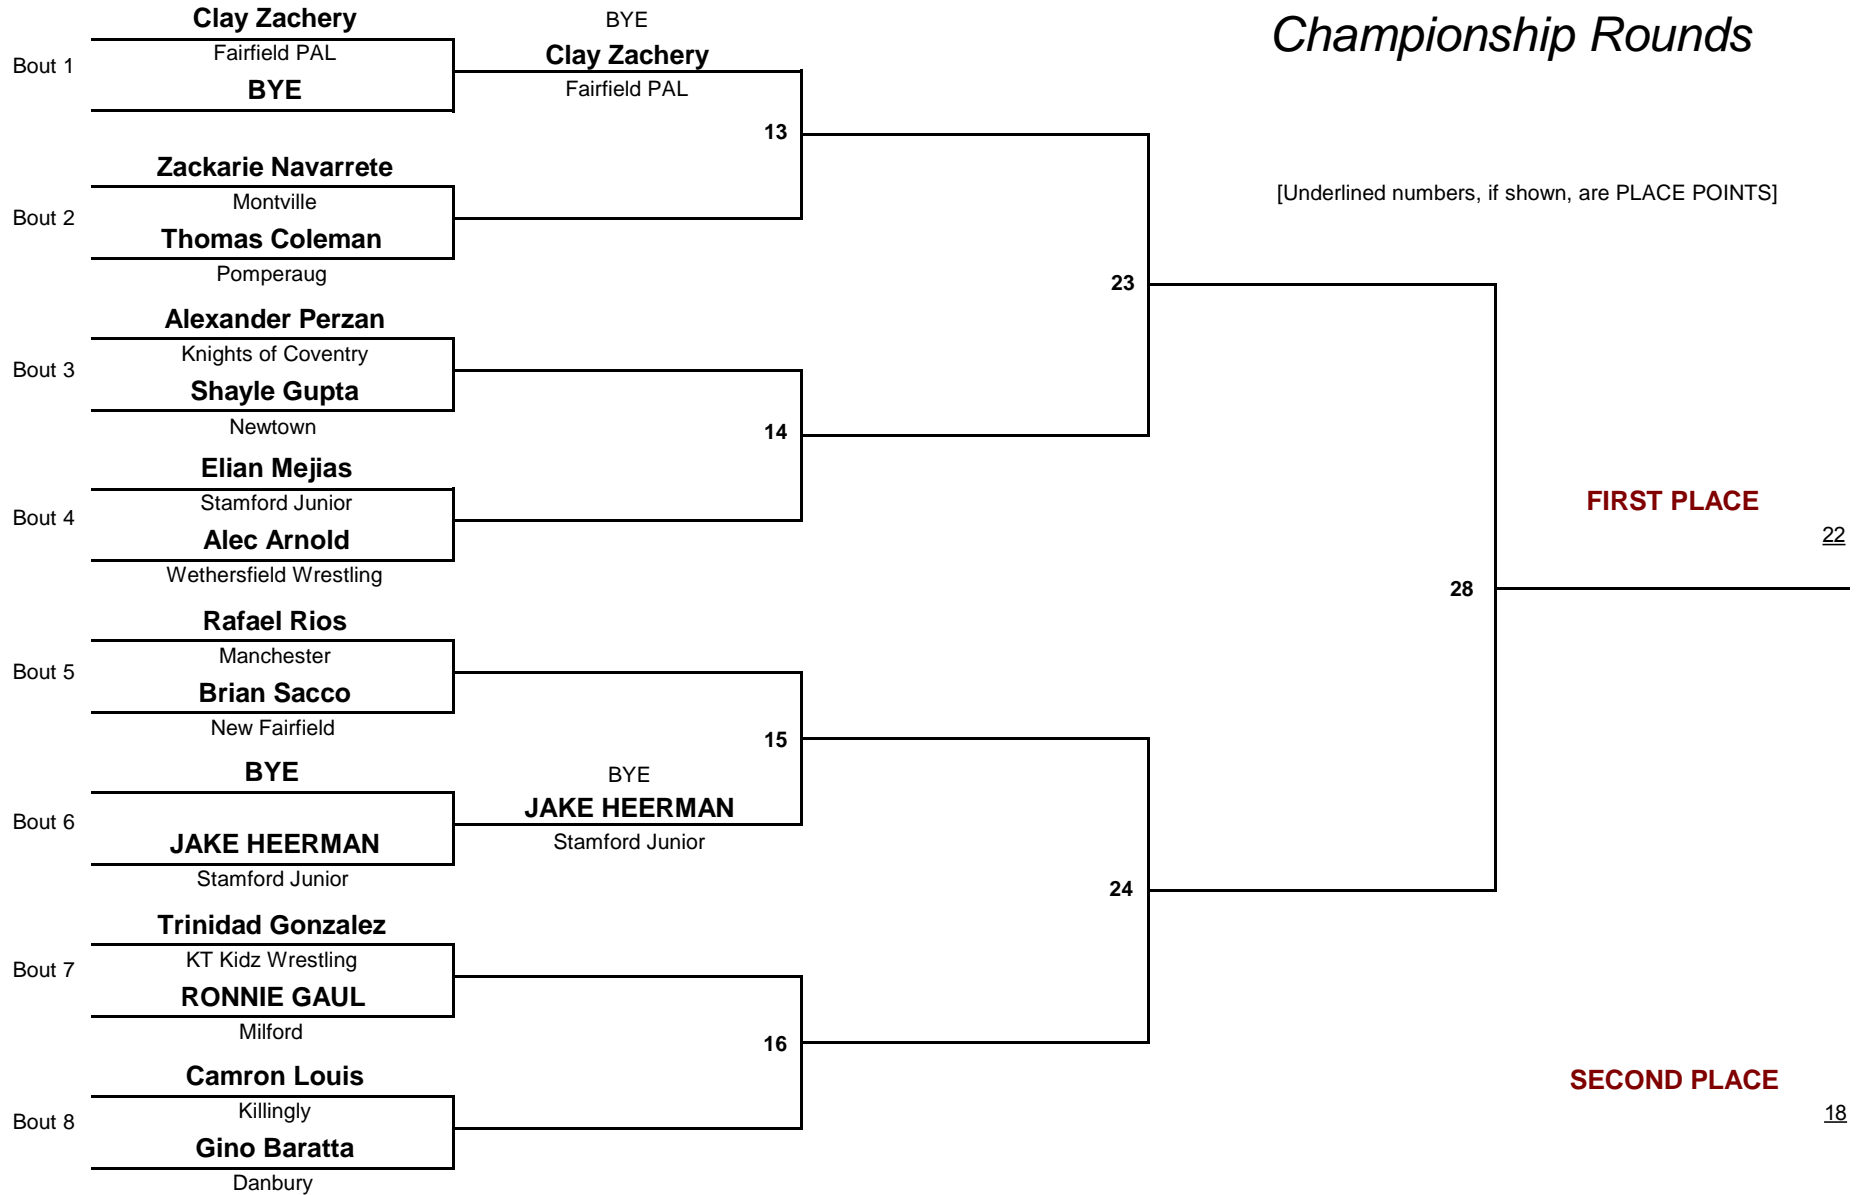 Championship Rounds
[Underlined numbers, if shown, are PLACE POINTS]
Clay Zachery
Bout 1
Fairfield PAL
BYE
Zackarie Navarrete
Bout 2
Montville
Thomas Coleman
Pomperaug
Alexander Perzan
Bout 3
Knights of Coventry
Shayle Gupta
Newtown
Elian Mejias
Bout 4
Stamford Junior
Alec Arnold
Wethersfield Wrestling
Rafael Rios
Bout 5
Manchester
Brian Sacco
New Fairfield
BYE
Bout 6
JAKE HEERMAN
Stamford Junior
Trinidad Gonzalez
Bout 7
KT Kidz Wrestling
RONNIE GAUL
Milford
Camron Louis
Bout 8
Killingly
Gino Baratta
Danbury
BYE
Clay Zachery
Fairfield PAL
13
14
15
BYE
JAKE HEERMAN
Stamford Junior
16
23
24
28
FIRST PLACE
22
SECOND PLACE
18